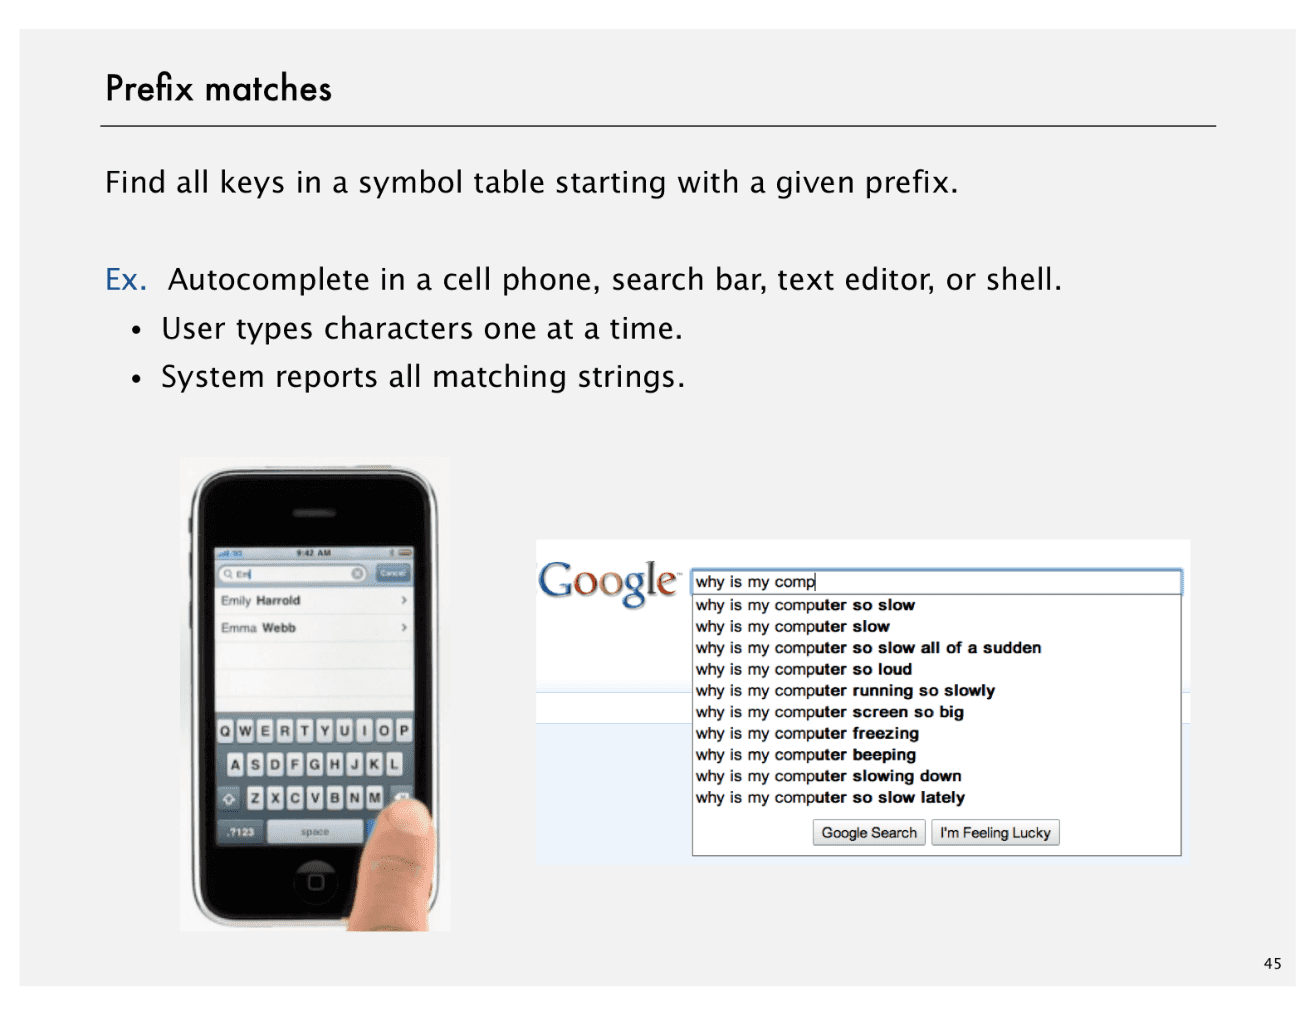 Prefix matches
Find all keys in a symbol table starting with a given prefix.
Ex. Autocomplete in a cell phone, search bar, text editor, or shell.
• User types characters one at a time.
• System reports all matching strings.
3G 9:42 AM
Em Cancel
Emily Harrold
Emma Webb
Q W E R T Y U I O P
A S D F G H J K L
Z X C V B N M
.?123 space
Google™ why is my comp
why is my computer so slow
why is my computer slow
why is my computer so slow all of a sudden
why is my computer so loud
why is my computer running so slowly
why is my computer screen so big
why is my computer freezing
why is my computer beeping
why is my computer slowing down
why is my computer so slow lately
Google Search I'm Feeling Lucky
45